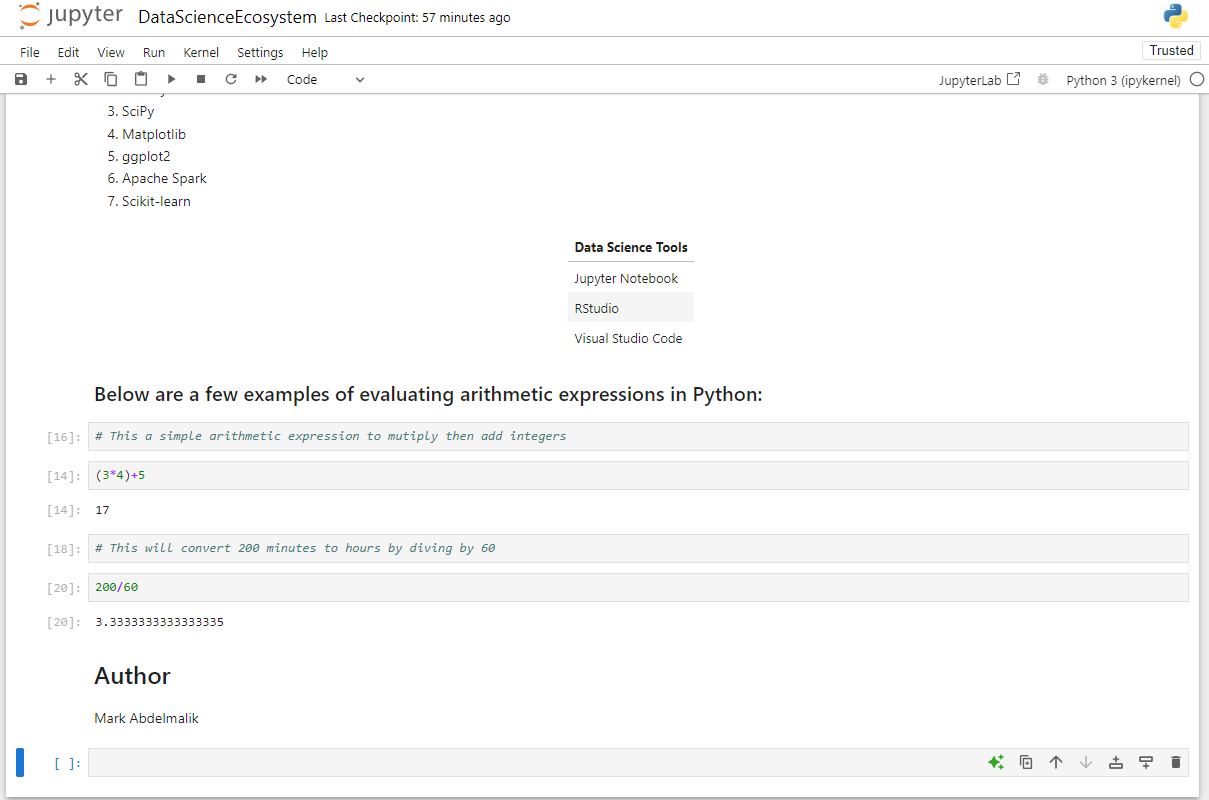 jupyter DataScienceEcosystem Last Checkpoint: 57 minutes ago
File Edit View Run Kernel Settings Help
Trusted
Code JupyterLab Python 3 (ipykernel)
3. SciPy
4. Matplotlib
5. ggplot2
6. Apache Spark
7. Scikit-learn
Data Science Tools
Jupyter Notebook
RStudio
Visual Studio Code
Below are a few examples of evaluating arithmetic expressions in Python:
[16]: # This a simple arithmetic expression to mutiply then add integers
[14]: (3*4)+5
[14]: 17
[18]: # This will convert 200 minutes to hours by diving by 60
[20]: 200/60
[20]: 3.3333333333333335
Author
Mark Abdelmalik
[ ]: